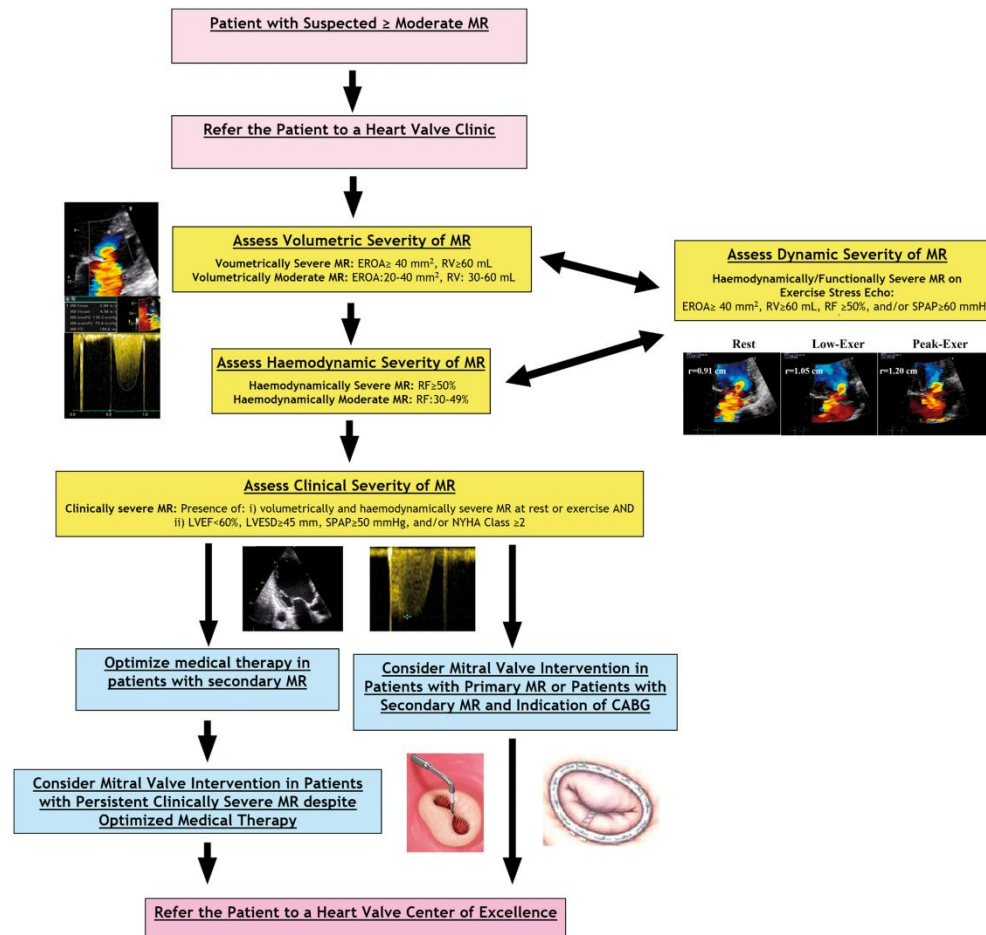 Patient with Suspected ≥ Moderate MR
Refer the Patient to a Heart Valve Clinic
Assess Volumetric Severity of MR
Voumetrically Severe MR: EROA≥ 40 mm², RV≥60 mL
Volumetrically Moderate MR: EROA:20-40 mm², RV: 30-60 mL
Assess Dynamic Severity of MR
Haemodynamically/Functionally Severe MR on
Exercise Stress Echo:
EROA≥ 40 mm², RV≥60 mL, RF ≥50%, and/or SPAP≥60 mmH
Rest
Low-Exer
Peak-Exer
r=0.91 cm
r=1.05 cm
r=1.20 cm
Assess Haemodynamic Severity of MR
Haemodynamically Severe MR: RF≥50%
Haemodynamically Moderate MR: RF:30-49%
Assess Clinical Severity of MR
Clinically severe MR: Presence of: i) volumetrically and haemodynamically severe MR at rest or exercise AND
ii) LVEF<60%, LVESD≥45 mm, SPAP≥50 mmHg, and/or NYHA Class ≥2
Optimize medical therapy in
patients with secondary MR
Consider Mitral Valve Intervention in
Patients with Primary MR or Patients with
Secondary MR and Indication of CABG
Consider Mitral Valve Intervention in Patients
with Persistent Clinically Severe MR despite
Optimized Medical Therapy
Refer the Patient to a Heart Valve Center of Excellence